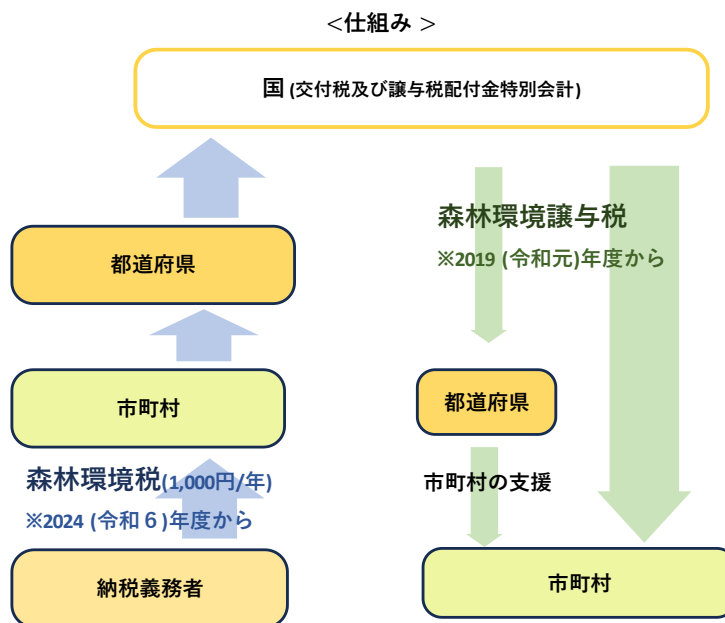 <仕組み >
国 (交付税及び譲与税配付金特別会計)
森林環境譲与税
※2019 (令和元)年度から
都道府県
市町村
都道府県
森林環境税(1,000円/年)
※2024 (令和６)年度から
市町村の支援
納税義務者
市町村